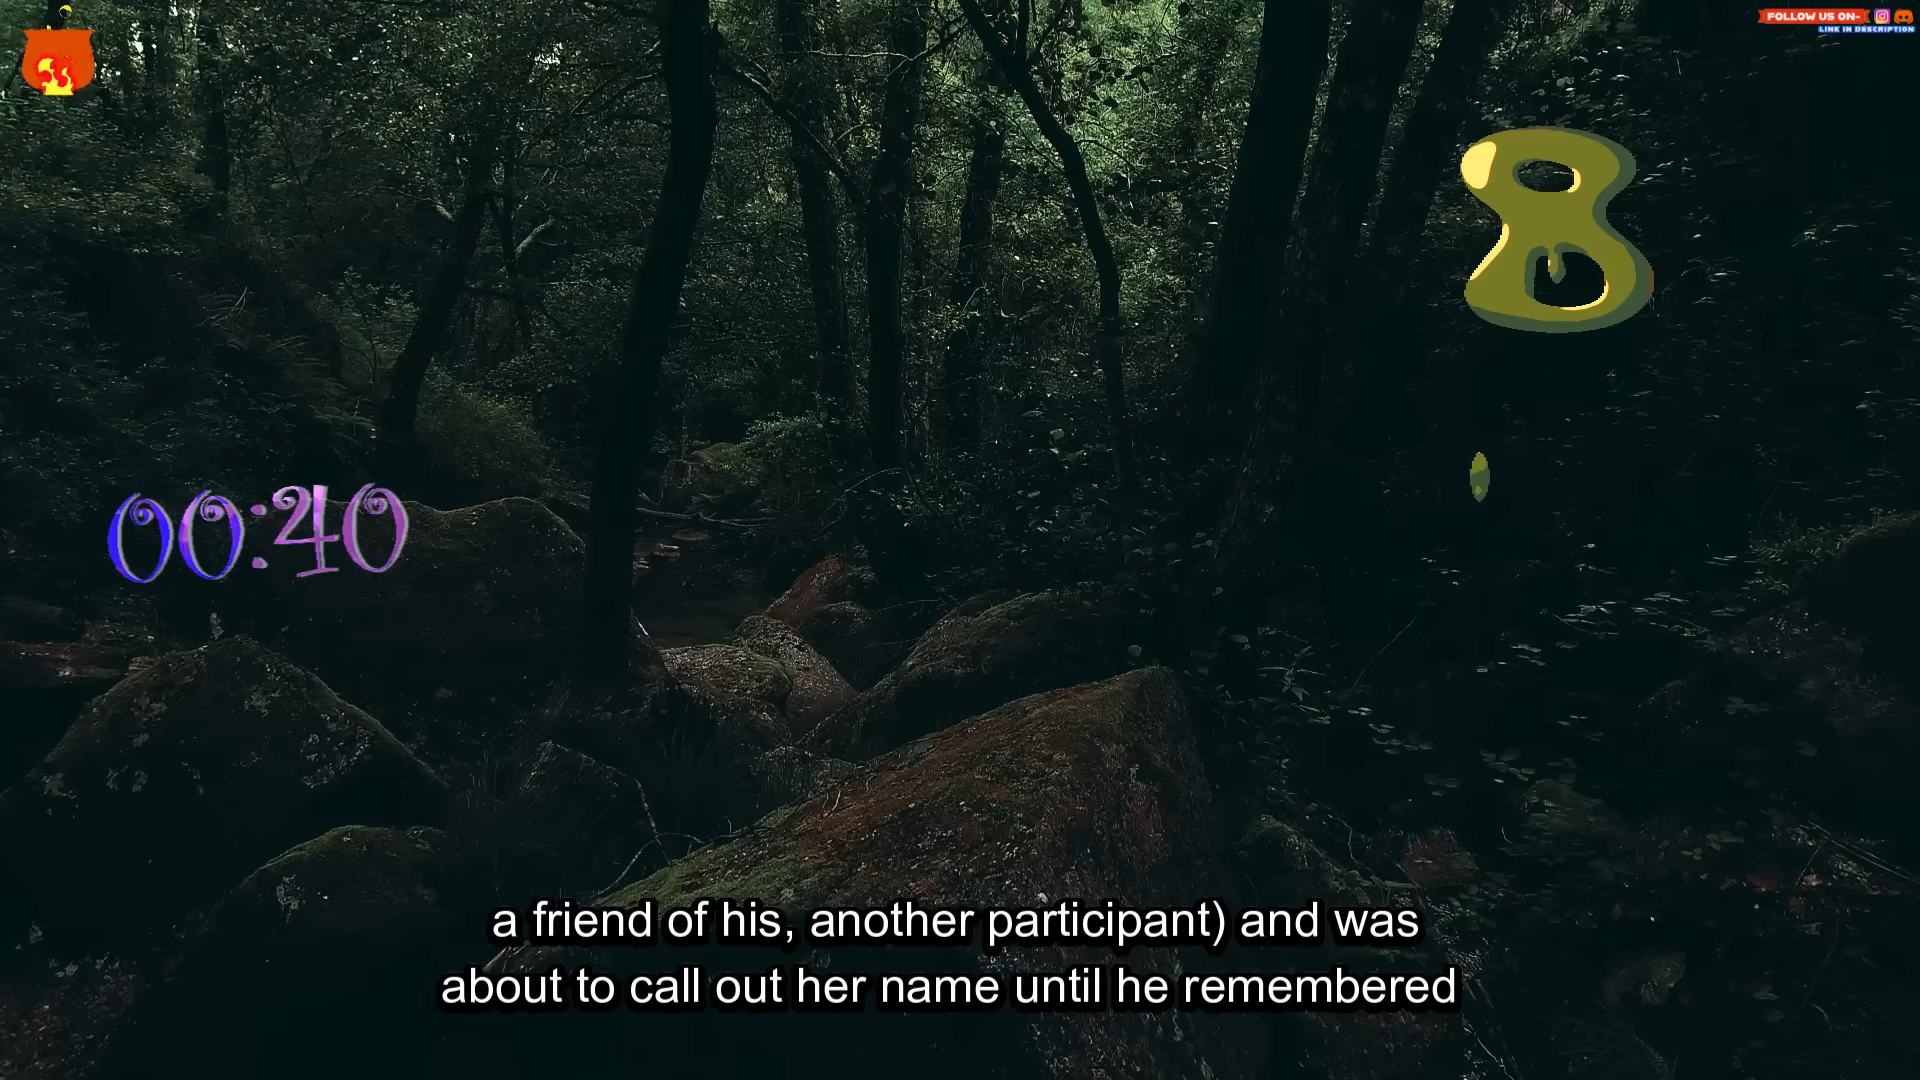 FOLLOW US ON-
LINK IN DESCRIPTION
8
00:40
a friend of his, another participant) and was
about to call out her name until he remembered